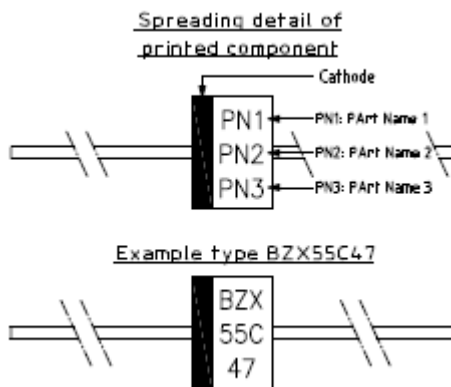 Spreading detail of
printed component
Cathode
PN1 PN1: PArt Name 1
PN2 PN2: PArt Name 2
PN3 PN3: PArt Name 3
Example type BZX55C47
BZX
55C
47